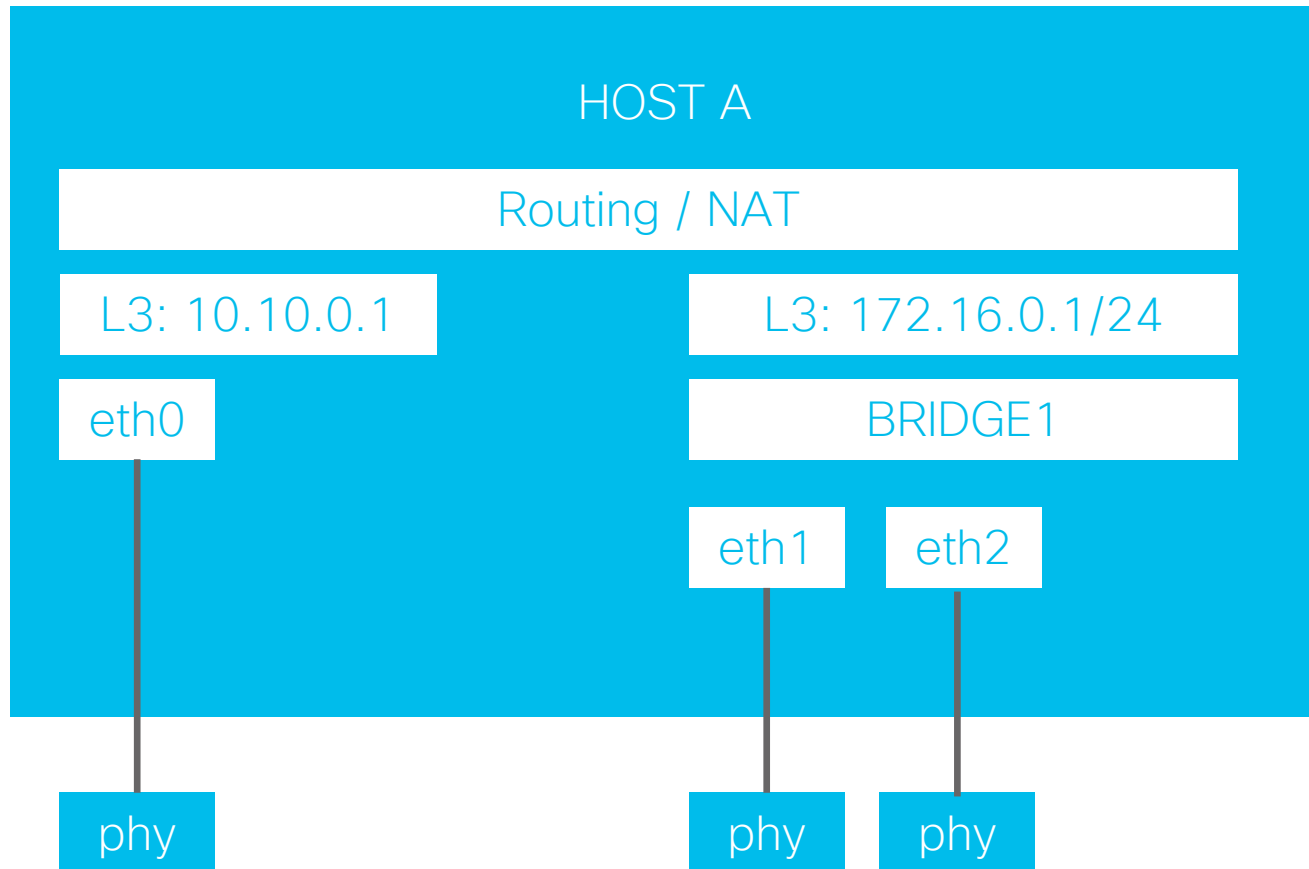 HOST A
Routing / NAT
L3: 10.10.0.1
L3: 172.16.0.1/24
eth0
BRIDGE1
eth1
eth2
phy
phy
phy